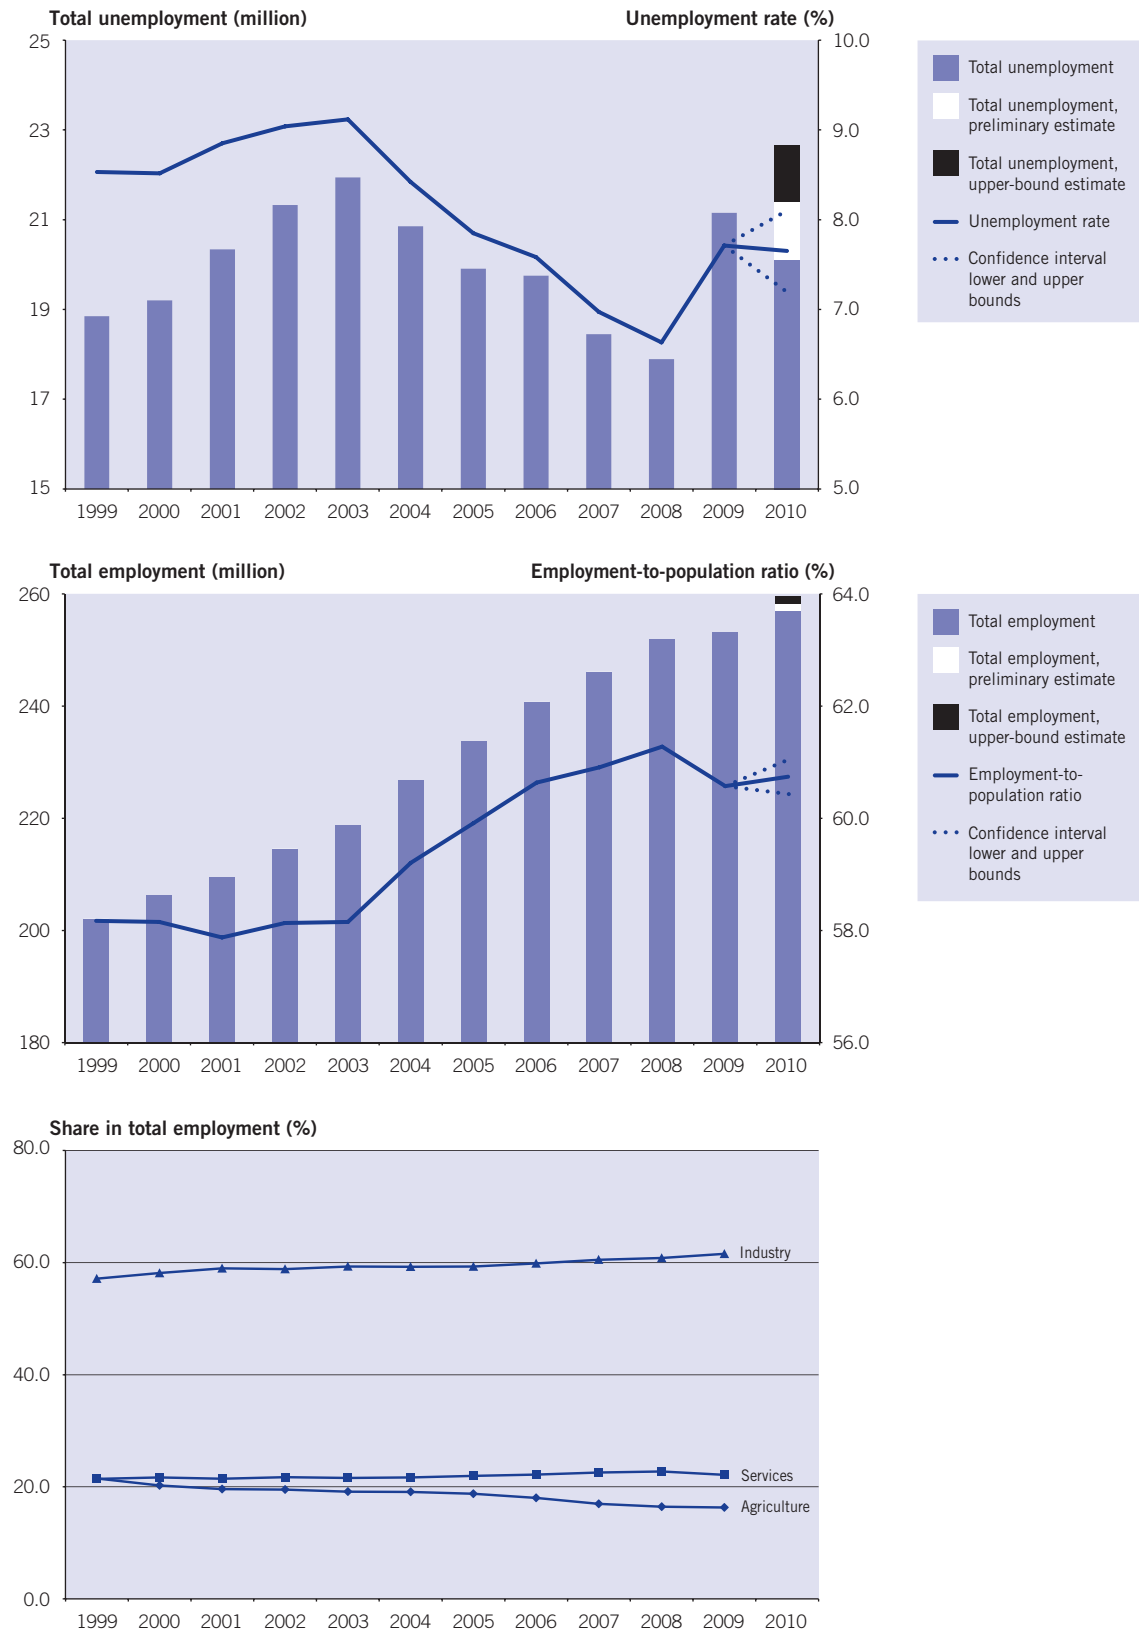 Total unemployment (million)
Unemployment rate (%)
25
23
21
19
17
15
10.0
9.0
8.0
7.0
6.0
5.0
1999 2000 2001 2002 2003 2004 2005 2006 2007 2008 2009 2010
Total unemployment
Total unemployment,
preliminary estimate
Total unemployment,
upper-bound estimate
Unemployment rate
Confidence interval
lower and upper
bounds
Total employment (million)
Employment-to-population ratio (%)
260
240
220
200
180
64.0
62.0
60.0
58.0
56.0
1999 2000 2001 2002 2003 2004 2005 2006 2007 2008 2009 2010
Total employment
Total employment,
preliminary estimate
Total employment,
upper-bound estimate
Employment-to-
population ratio
Confidence interval
lower and upper
bounds
Share in total employment (%)
80.0
60.0
40.0
20.0
0.0
Industry
Services
Agriculture
1999 2000 2001 2002 2003 2004 2005 2006 2007 2008 2009 2010